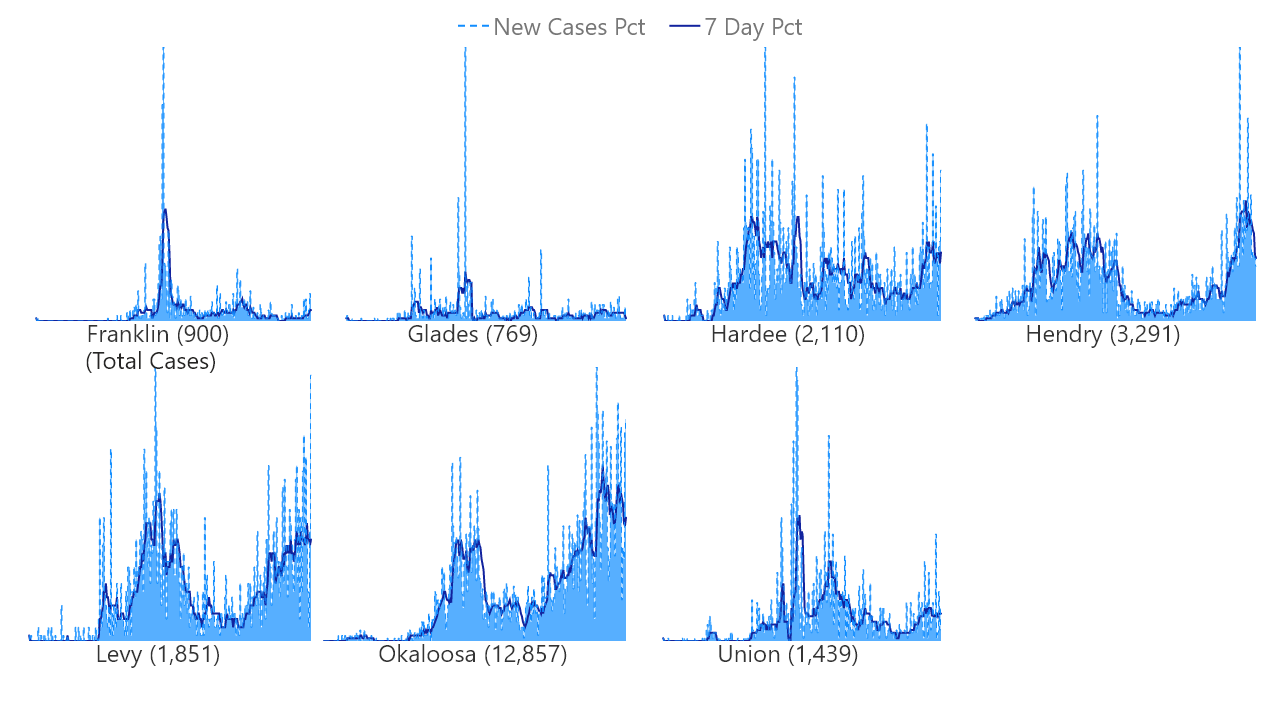 New Cases Pct 7 Day Pct
Franklin (900)
(Total Cases)
Glades (769)
Hardee (2,110)
Hendry (3,291)
Levy (1,851)
Okaloosa (12,857)
Union (1,439)